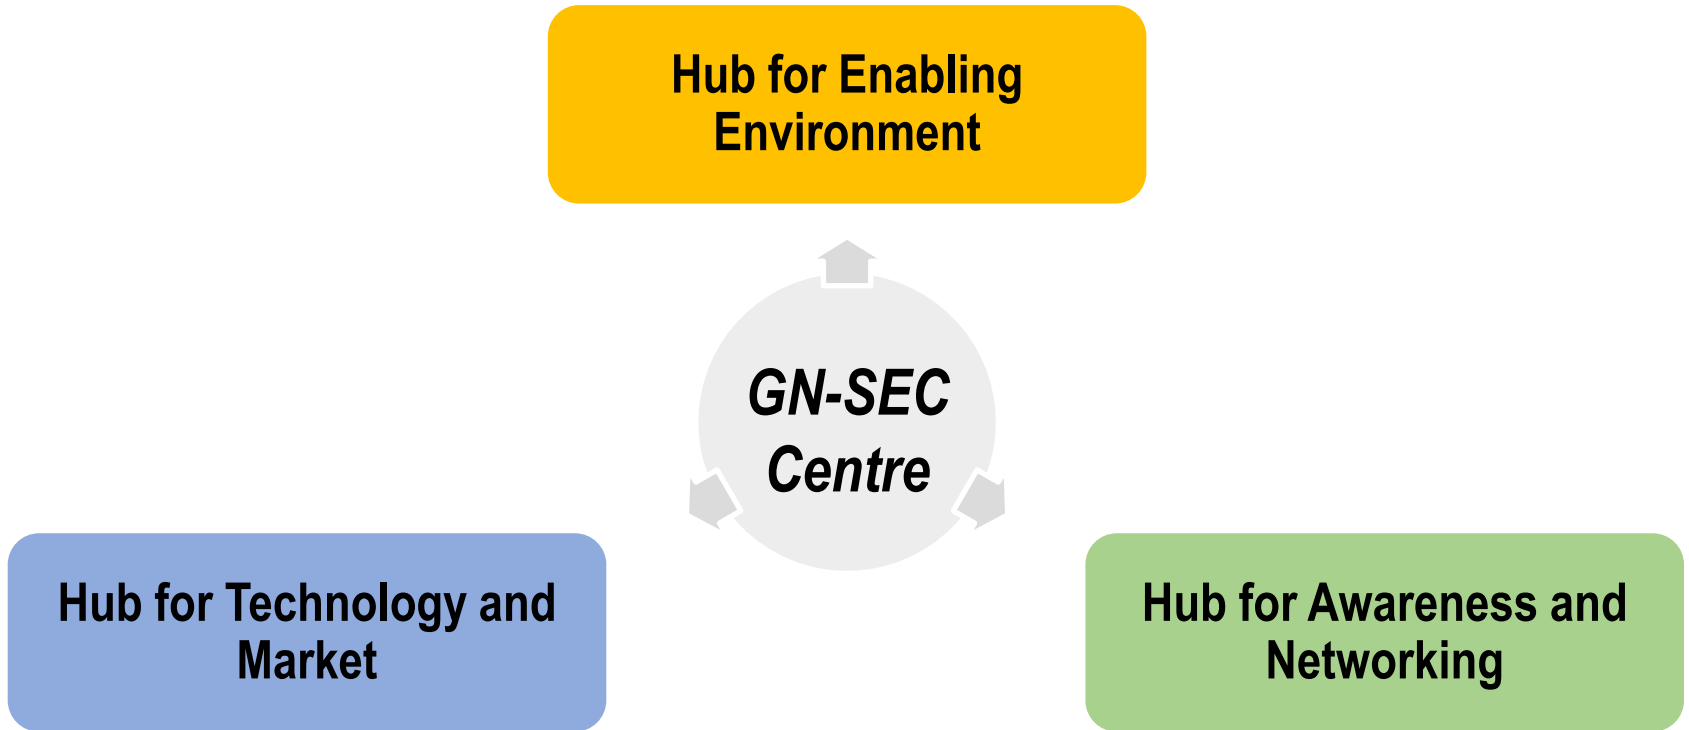 Hub for Enabling
Environment
GN-SEC
Centre
Hub for Technology and
Market
Hub for Awareness and
Networking